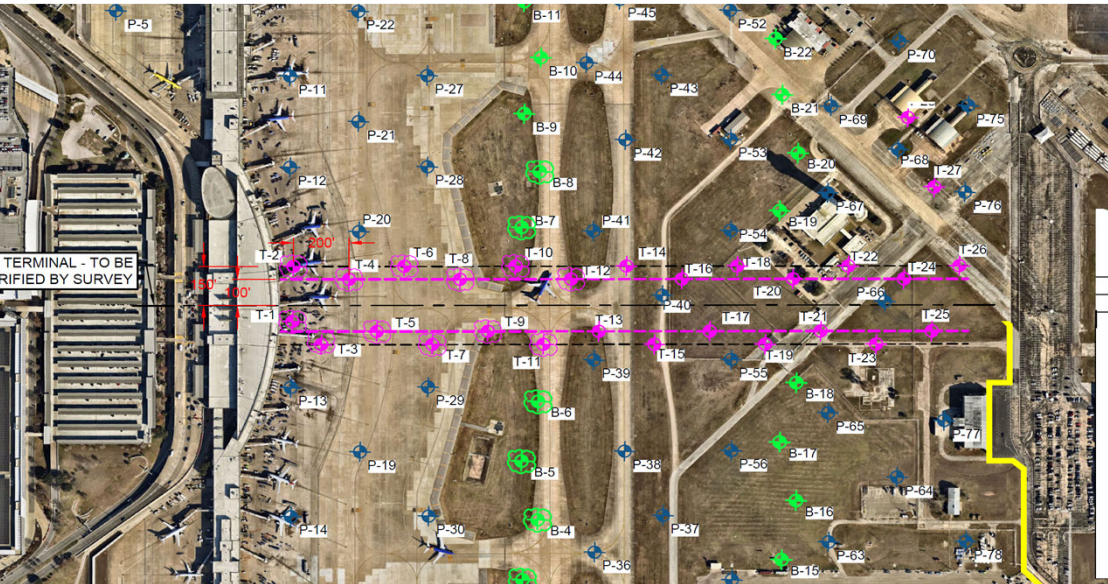 B-11
P-45
P-52
P-5
P-22
B-22
P-70
B-10
P-44
P-11
P-27
P-43
B-21
B-9
P-69
P-75
P-21
P-42
P-53
P-68
B-20
P-12
P-28
B-8
T-27
P-67
P-76
B-7
B-19
P-20
P-41
P-54
200'
T-2
T-6
T-10
T-14
T-18
T-22
T-26
TERMINAL - TO BE
RIFIED BY SURVEY
T-4
T-8
T-12
T-16
T-20
T-24
150'
100'
P-40
P-66
T-1
T-5
T-9
T-13
T-17
T-21
T-25
T-3
T-7
T-11
T-15
T-19
T-23
P-39
P-55
P-13
P-29
B-18
B-6
P-65
P-77
P-19
P-38
P-56
B-17
B-5
P-64
B-16
P-14
P-30
B-4
P-37
P-63
P-78
P-36
B-15